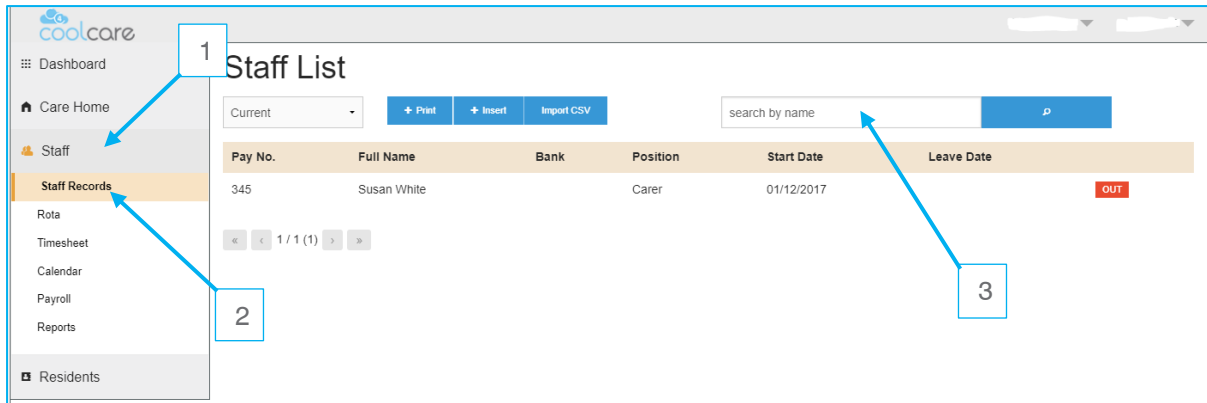 coolcare
1
Dashboard
Staff List
Care Home
Current
+ Print
+ Insert
Import CSV
search by name
Staff
Pay No. Full Name Bank Position Start Date Leave Date
Staff Records
345 Susan White Carer 01/12/2017 OUT
Rota
Timesheet
« ‹ 1 / 1 (1) › »
Calendar
Payroll
Reports
2
3
Residents